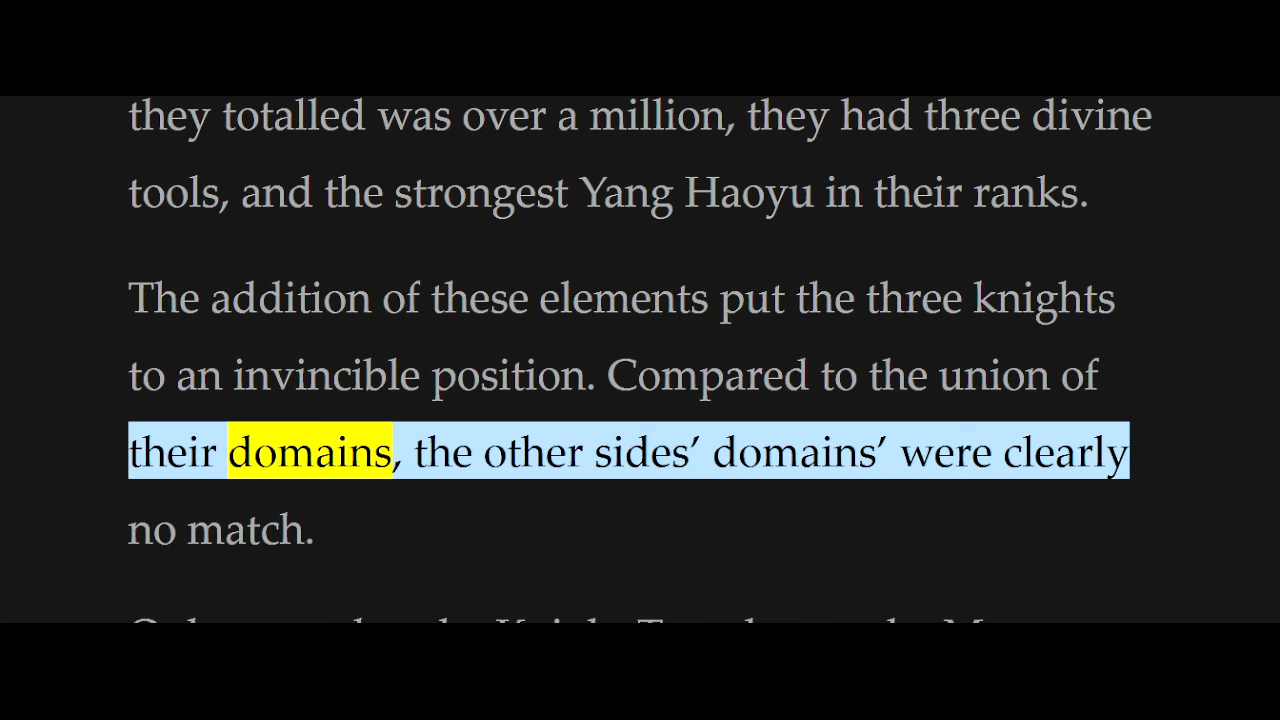 they totalled was over a million, they had three divine
tools, and the strongest Yang Haoyu in their ranks.
The addition of these elements put the three knights
to an invincible position. Compared to the union of
their domains, the other sides’ domains’ were clearly
no match.